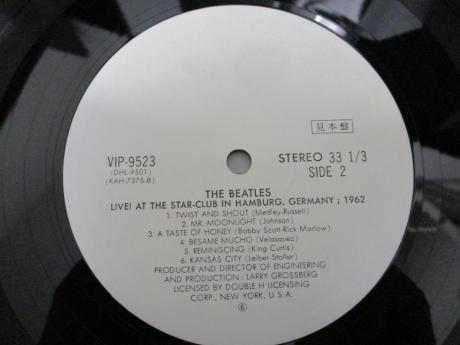 見本盤
VIP-9523
(DHL-9501)
(KAH-7375-B)
STEREO 33 1/3
SIDE 2
THE BEATLES
LIVE! AT THE STAR-CLUB IN HAMBURG, GERMANY ; 1962
1. TWIST AND SHOUT (Medley-Russell)
2. MR. MOONLIGHT (Johnson)
3. A TASTE OF HONEY (Bobby Scott-Rick Marlow)
4. BESAME MUCHO (Velasquez)
5. REMINISCING (King Curtis)
6. KANSAS CITY (Leiber-Stoller)
PRODUCER AND DIRECTOR OF ENGINEERING
AND PRODUCTION : LARRY GROSSBERG
LICENSED BY DOUBLE H LICENSING
CORP., NEW YORK, U.S.A.
⑥